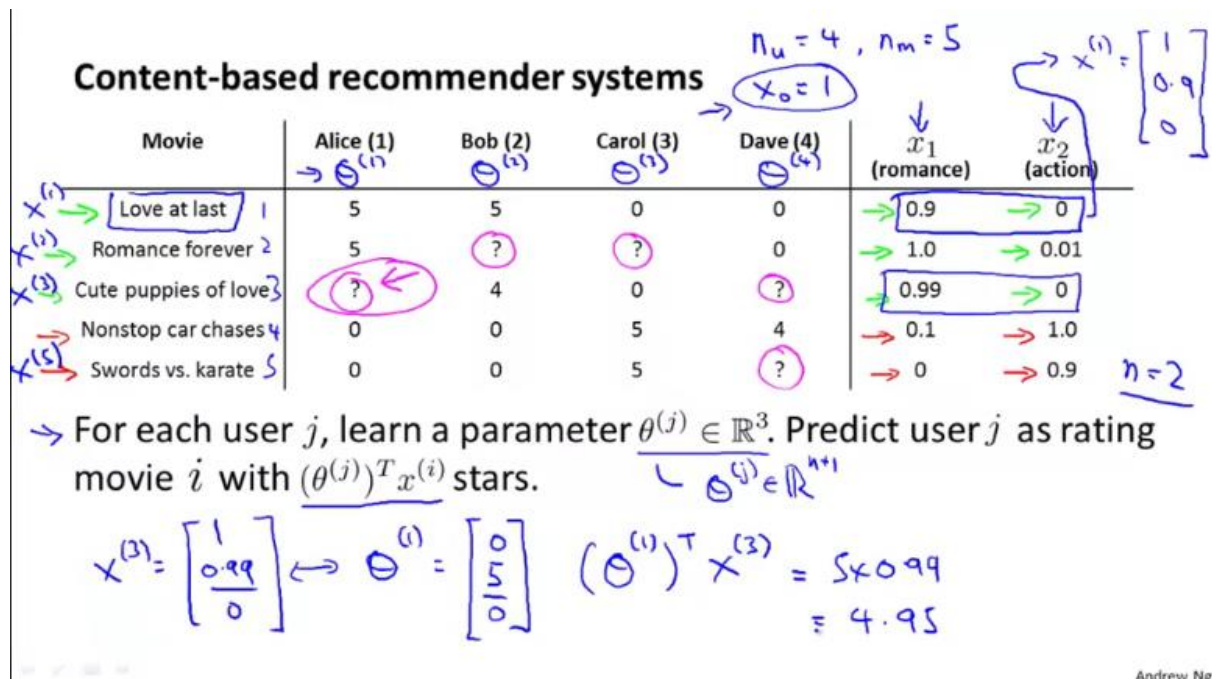 n_u = 4 , n_m = 5
x^(1) = [1 0.9 0]
Content-based recommender systems
→ x_0 = 1
Movie Alice (1) Bob (2) Carol (3) Dave (4) x_1 (romance) x_2 (action)
→ θ^(1) θ^(2) θ^(3) θ^(4)
x^(1) → Love at last 1 5 5 0 0 → 0.9 → 0
x^(2) → Romance forever 2 5 ? ? 0 → 1.0 → 0.01
x^(3) → Cute puppies of love 3 ? 4 0 ? → 0.99 → 0
→ Nonstop car chases 4 0 0 5 4 → 0.1 → 1.0
x^(5) → Swords vs. karate 5 0 0 5 ? → 0 → 0.9
n = 2
→ For each user j, learn a parameter θ^(j) ∈ ℝ^3. Predict user j as rating
movie i with (θ^(j))^T x^(i) stars.
θ^(j) ∈ ℝ^n+1
x^(3) = [1 0.99 0] ↔ θ^(1) = [0 5 0] (θ^(1))^T x^(3) = 5×0.99
= 4.95
Andrew Ng